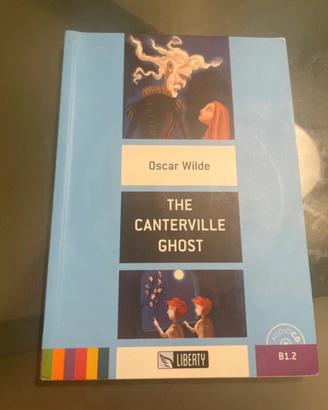 Oscar Wilde
THE
CANTERVILLE
GHOST
AUDIO CD
LIBERTY
B1.2